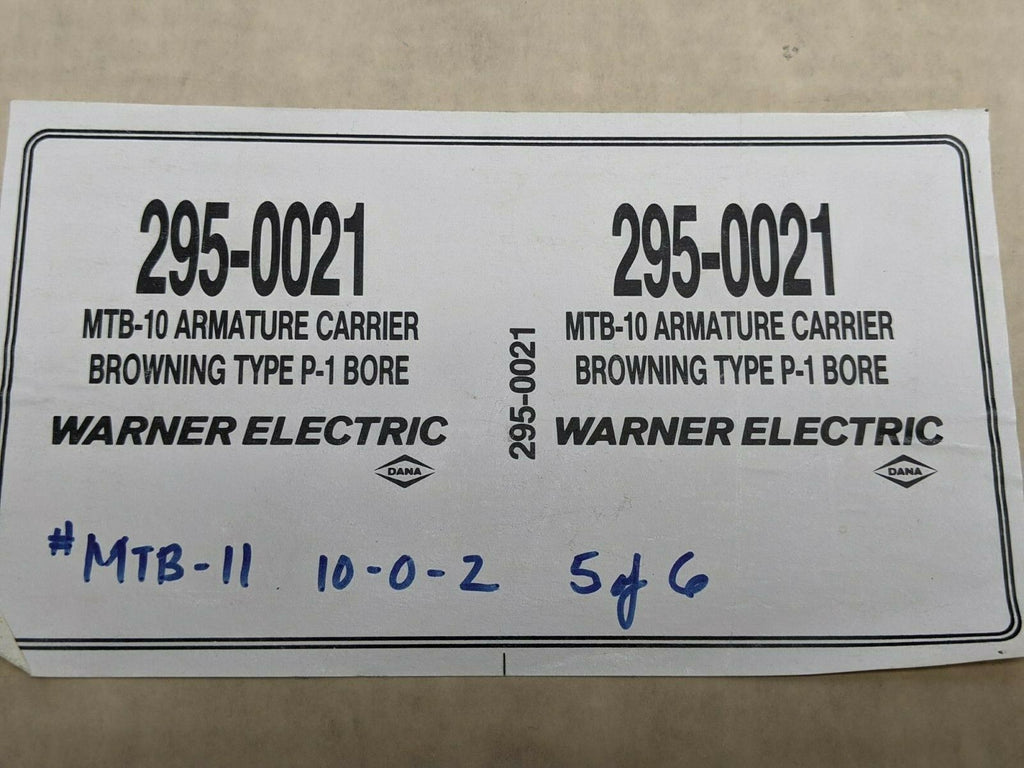 295-0021
MTB-10 ARMATURE CARRIER
BROWNING TYPE P-1 BORE
WARNER ELECTRIC
DANA
295-0021
295-0021
MTB-10 ARMATURE CARRIER
BROWNING TYPE P-1 BORE
WARNER ELECTRIC
DANA
#MTB-11 10-0-2 5 of 6